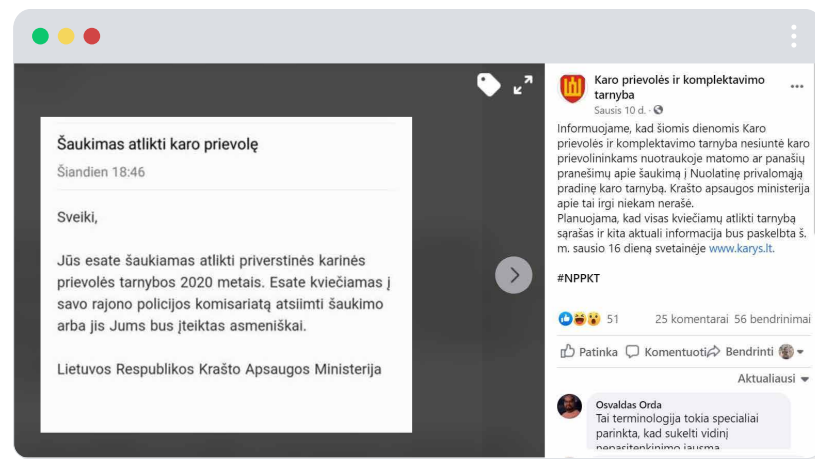 Šaukimas atlikti karo prievolę
Šiandien 18:46
Sveiki,
Jūs esate šaukiamas atlikti priverstinės karinės
prievolės tarnybos 2020 metais. Esate kviečiamas į
savo rajono policijos komisariatą atsiimti šaukimo
arba jis Jums bus įteiktas asmeniškai.
Lietuvos Respublikos Krašto Apsaugos Ministerija
Karo prievolės ir komplektavimo
tarnyba
Sausis 10 d.
Informuojame, kad šiomis dienomis Karo
prievolės ir komplektavimo tarnyba nesiuntė karo
prievolininkams nuotraukoje matomo ar panašių
pranešimų apie šaukimą į Nuolatinę privalomąją
pradinę karo tarnybą. Krašto apsaugos ministerija
apie tai irgi niekam nerašė.
Planuojama, kad visas kviečiamų atlikti tarnybą
sąrašas ir kita aktuali informacija bus paskelbta š.
m. sausio 16 dieną svetainėje www.karys.lt.
#NPPKT
51 25 komentarai 56 bendrinimai
Patinka Komentuoti Bendrinti
Aktualiausi
Osvaldas Orda
Tai terminologija tokia specialiai
parinkta, kad sukelti vidinį
nepasitenkinimo jausmą